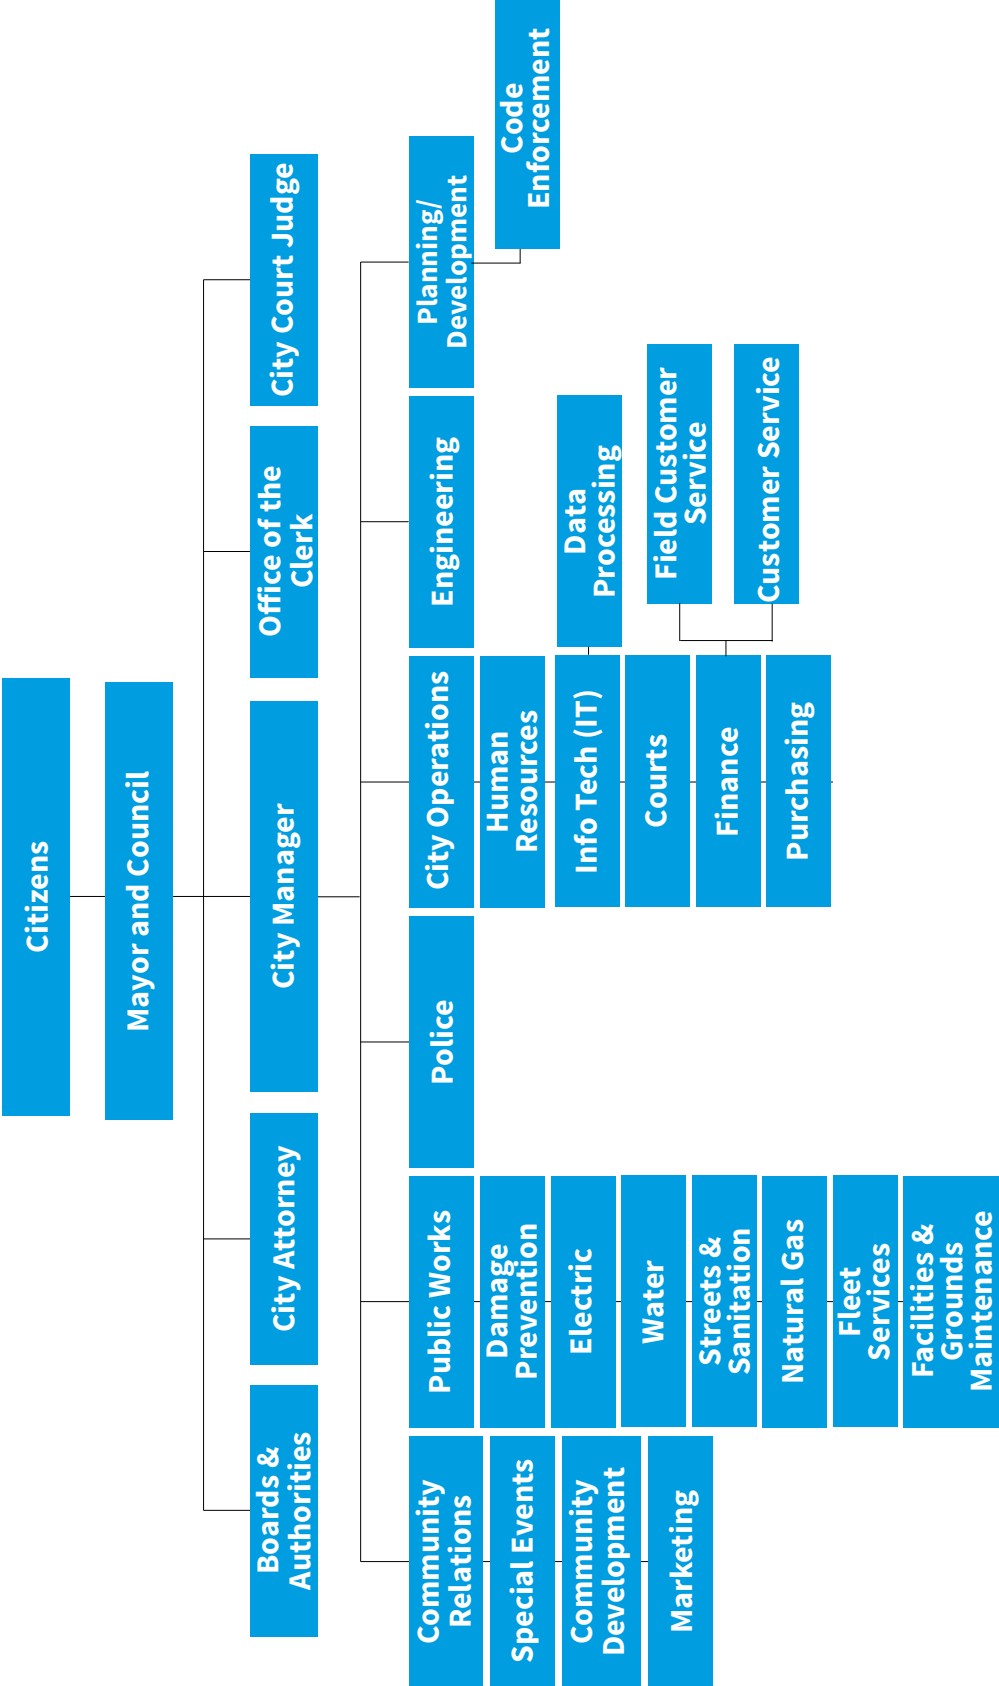 Citizens
Mayor and Council
Boards &
Authorities
City Attorney
City Manager
Office of the
Clerk
City Court Judge
Community
Relations
Special Events
Community
Development
Marketing
Public Works
Damage
Prevention
Electric
Water
Streets &
Sanitation
Natural Gas
Fleet
Services
Facilities &
Grounds
Maintenance
Police
City Operations
Human
Resources
Info Tech (IT)
Data
Processing
Courts
Finance
Field Customer
Service
Customer Service
Purchasing
Engineering
Planning/
Development
Code
Enforcement